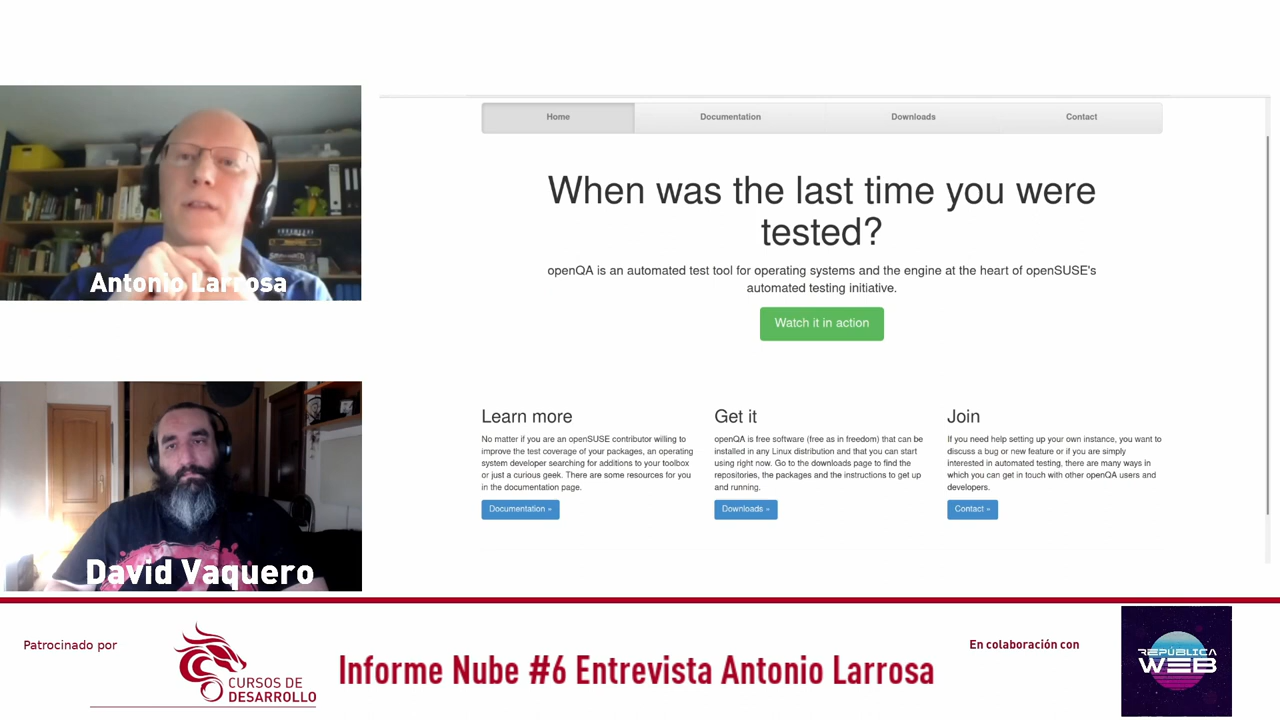 Antonio Larrosa
David Vaquero
Home
Documentation
Downloads
Contact
When was the last time you were
tested?
openQA is an automated test tool for operating systems and the engine at the heart of openSUSE's
automated testing initiative.
Watch it in action
Learn more
No matter if you are an openSUSE contributor willing to
improve the test coverage of your packages, an operating
system developer searching for additions to your toolbox
or just a curious geek. There are some resources for you
in the documentation page.
Documentation »
Get it
openQA is free software (free as in freedom) that can be
installed in any Linux distribution and that you can start
using right now. Go to the downloads page to find the
repositories, the packages and the instructions to get up
and running.
Downloads »
Join
If you need help setting up your own instance, you want to
discuss a bug or new feature or if you are simply
interested in automated testing, there are many ways in
which you can get in touch with other openQA users and
developers.
Contact »
Patrocinado por
CURSOS DE
DESARROLLO
Informe Nube #6 Entrevista Antonio Larrosa
En colaboración con
REPÚBLICA
WEB